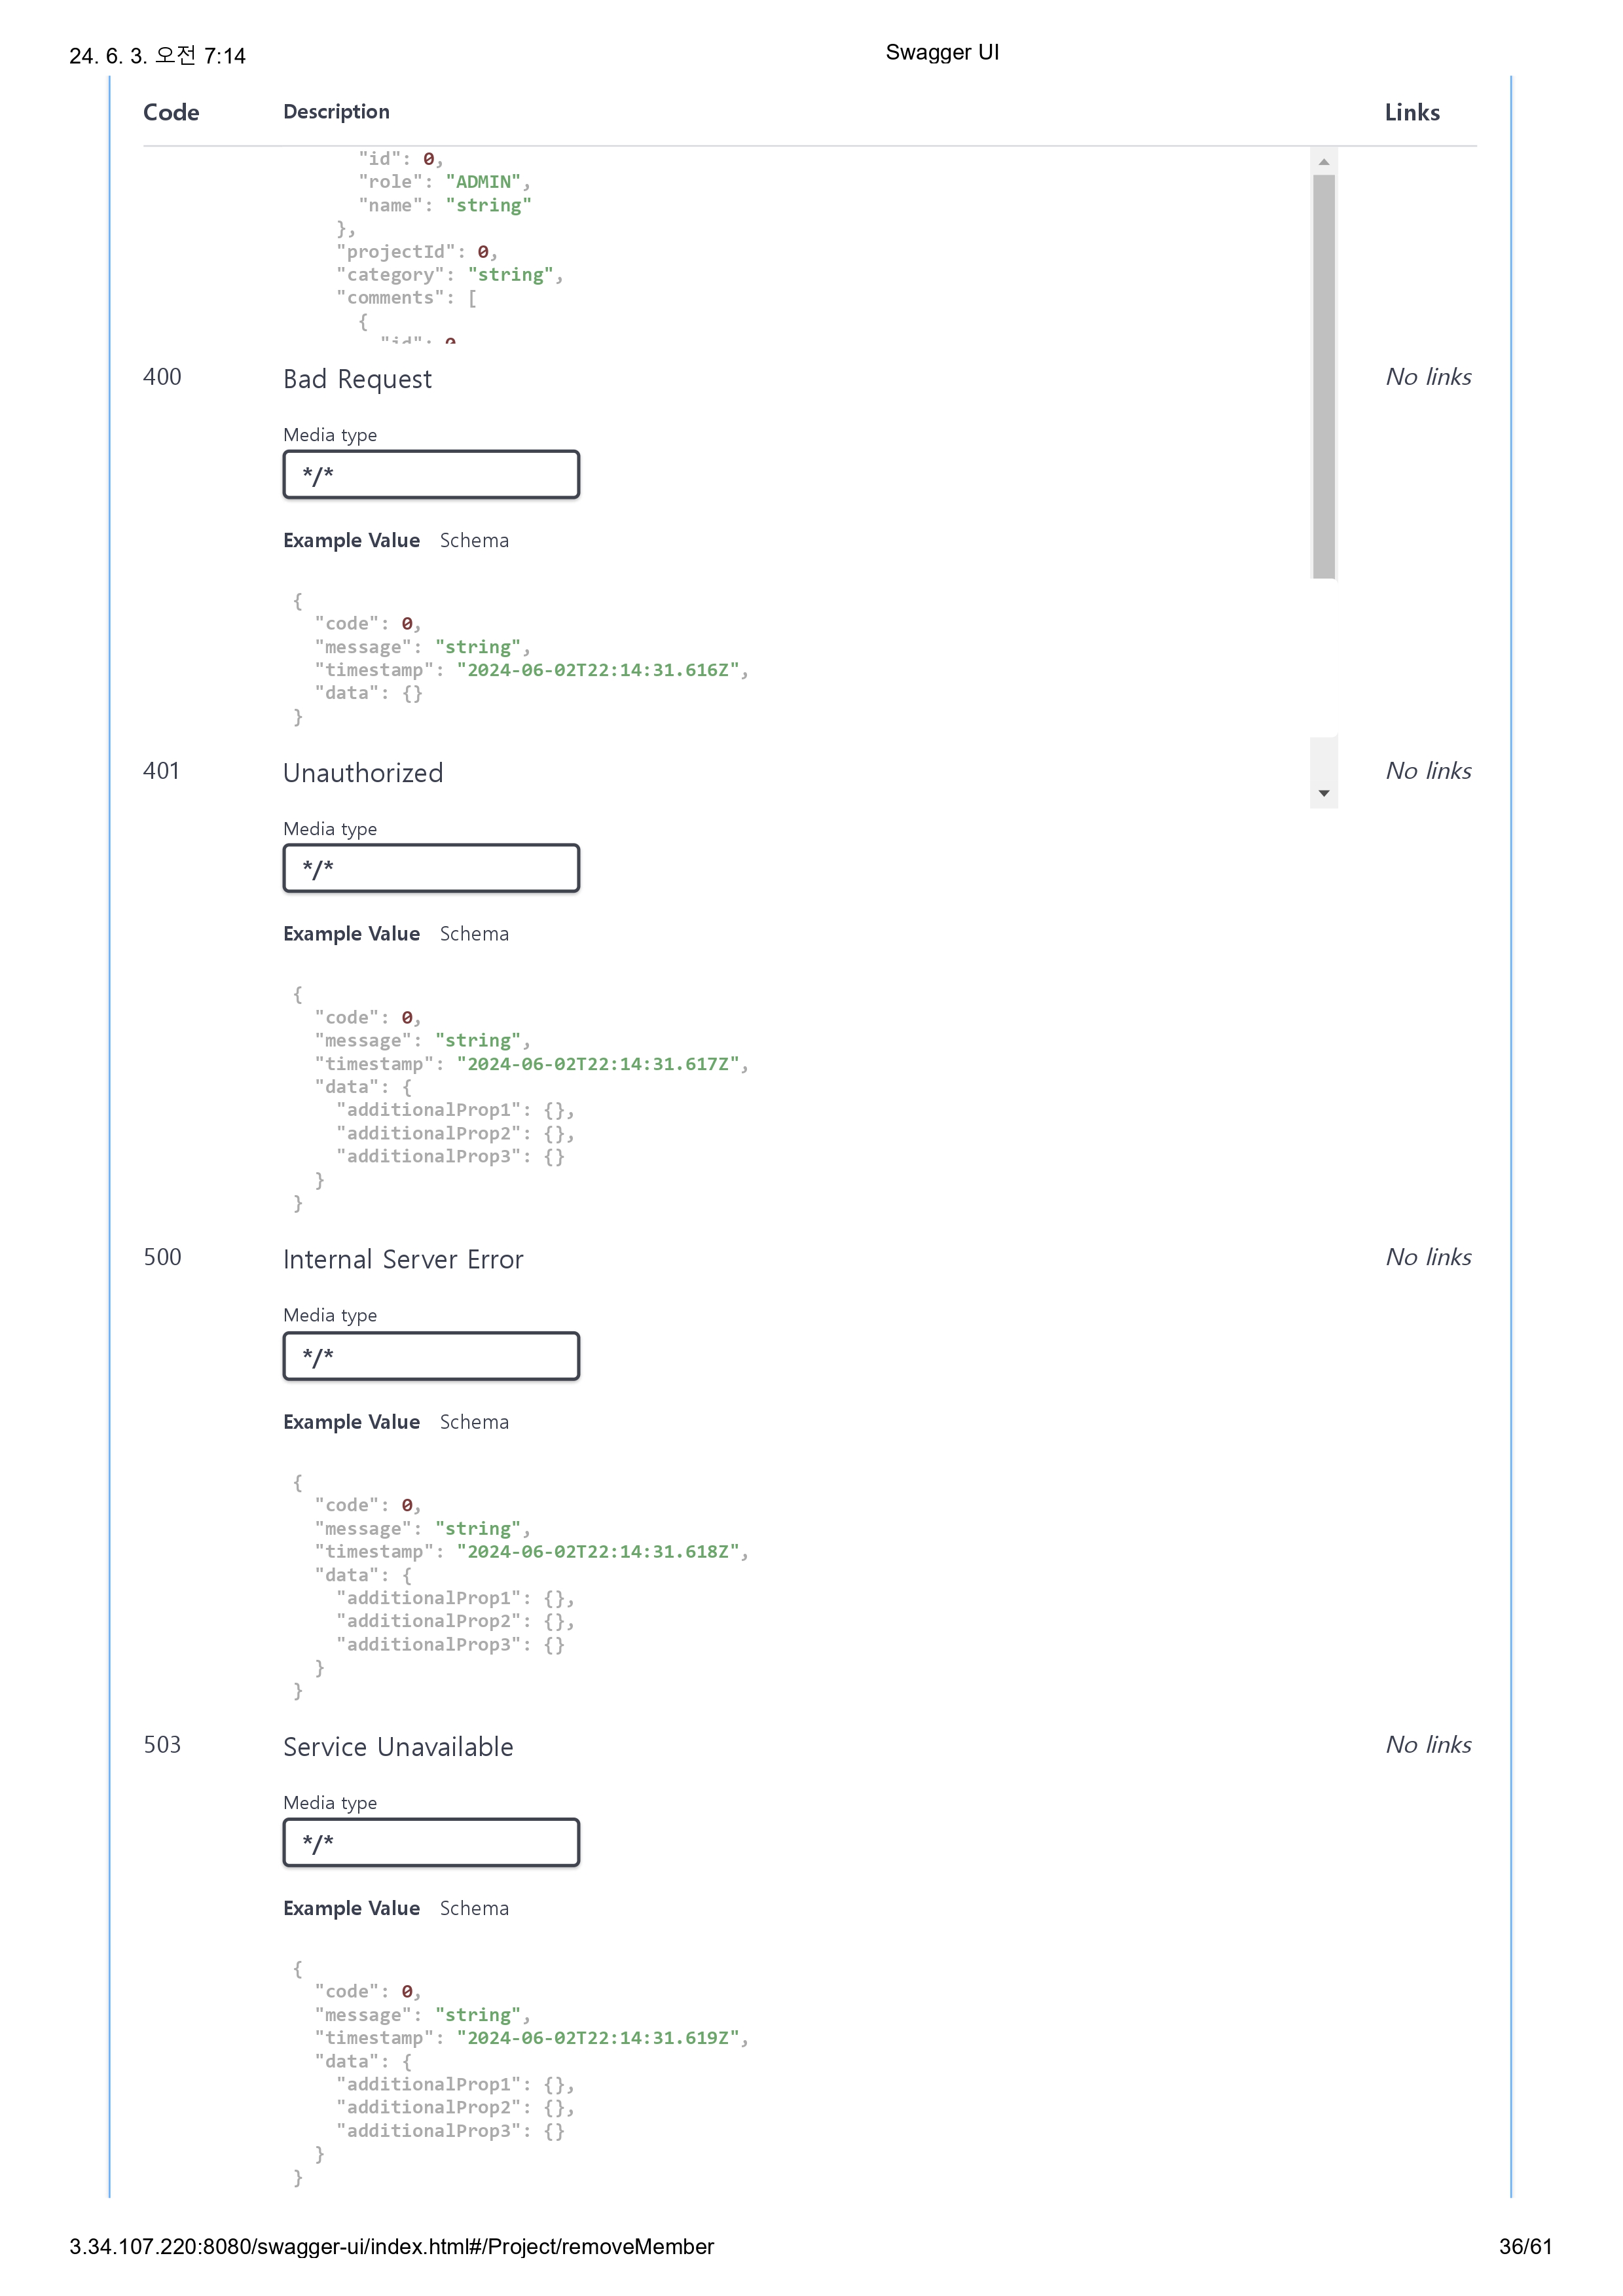 24. 6. 3. 오전 7:14 Swagger UI
Code Description Links
"id": 0,
"role": "ADMIN",
"name": "string"
},
"projectId": 0,
"category": "string",
"comments": [
{
"id": 0
400 Bad Request No links
Media type
*/*
Example Value Schema
{
"code": 0,
"message": "string",
"timestamp": "2024-06-02T22:14:31.616Z",
"data": {}
}
401 Unauthorized No links
Media type
*/*
Example Value Schema
{
"code": 0,
"message": "string",
"timestamp": "2024-06-02T22:14:31.617Z",
"data": {
"additionalProp1": {},
"additionalProp2": {},
"additionalProp3": {}
}
}
500 Internal Server Error No links
Media type
*/*
Example Value Schema
{
"code": 0,
"message": "string",
"timestamp": "2024-06-02T22:14:31.618Z",
"data": {
"additionalProp1": {},
"additionalProp2": {},
"additionalProp3": {}
}
}
503 Service Unavailable No links
Media type
*/*
Example Value Schema
{
"code": 0,
"message": "string",
"timestamp": "2024-06-02T22:14:31.619Z",
"data": {
"additionalProp1": {},
"additionalProp2": {},
"additionalProp3": {}
}
}
3.34.107.220:8080/swagger-ui/index.html#/Project/removeMember 36/61